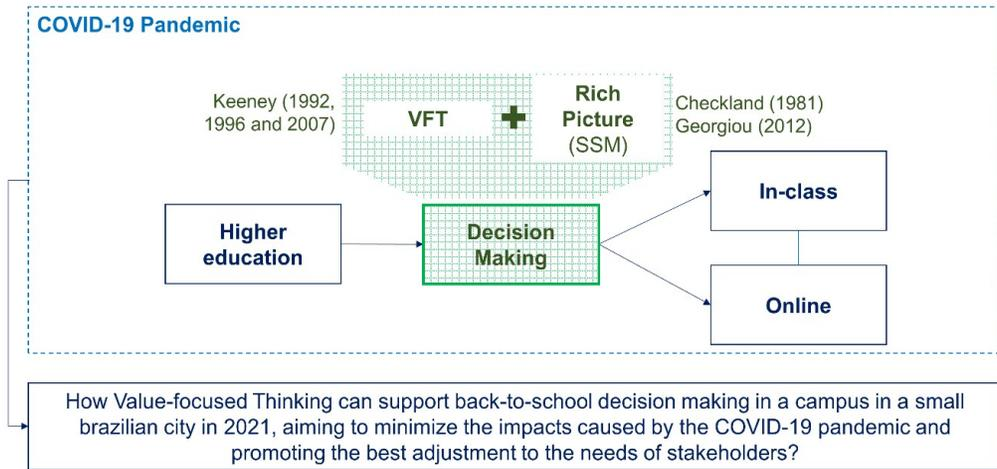 COVID-19 Pandemic
Keeney (1992,
1996 and 2007)
VFT
+
Rich
Picture
(SSM)
Checkland (1981)
Georgiou (2012)
Higher
education
Decision
Making
In-class
Online
How Value-focused Thinking can support back-to-school decision making in a campus in a small
brazilian city in 2021, aiming to minimize the impacts caused by the COVID-19 pandemic and
promoting the best adjustment to the needs of stakeholders?